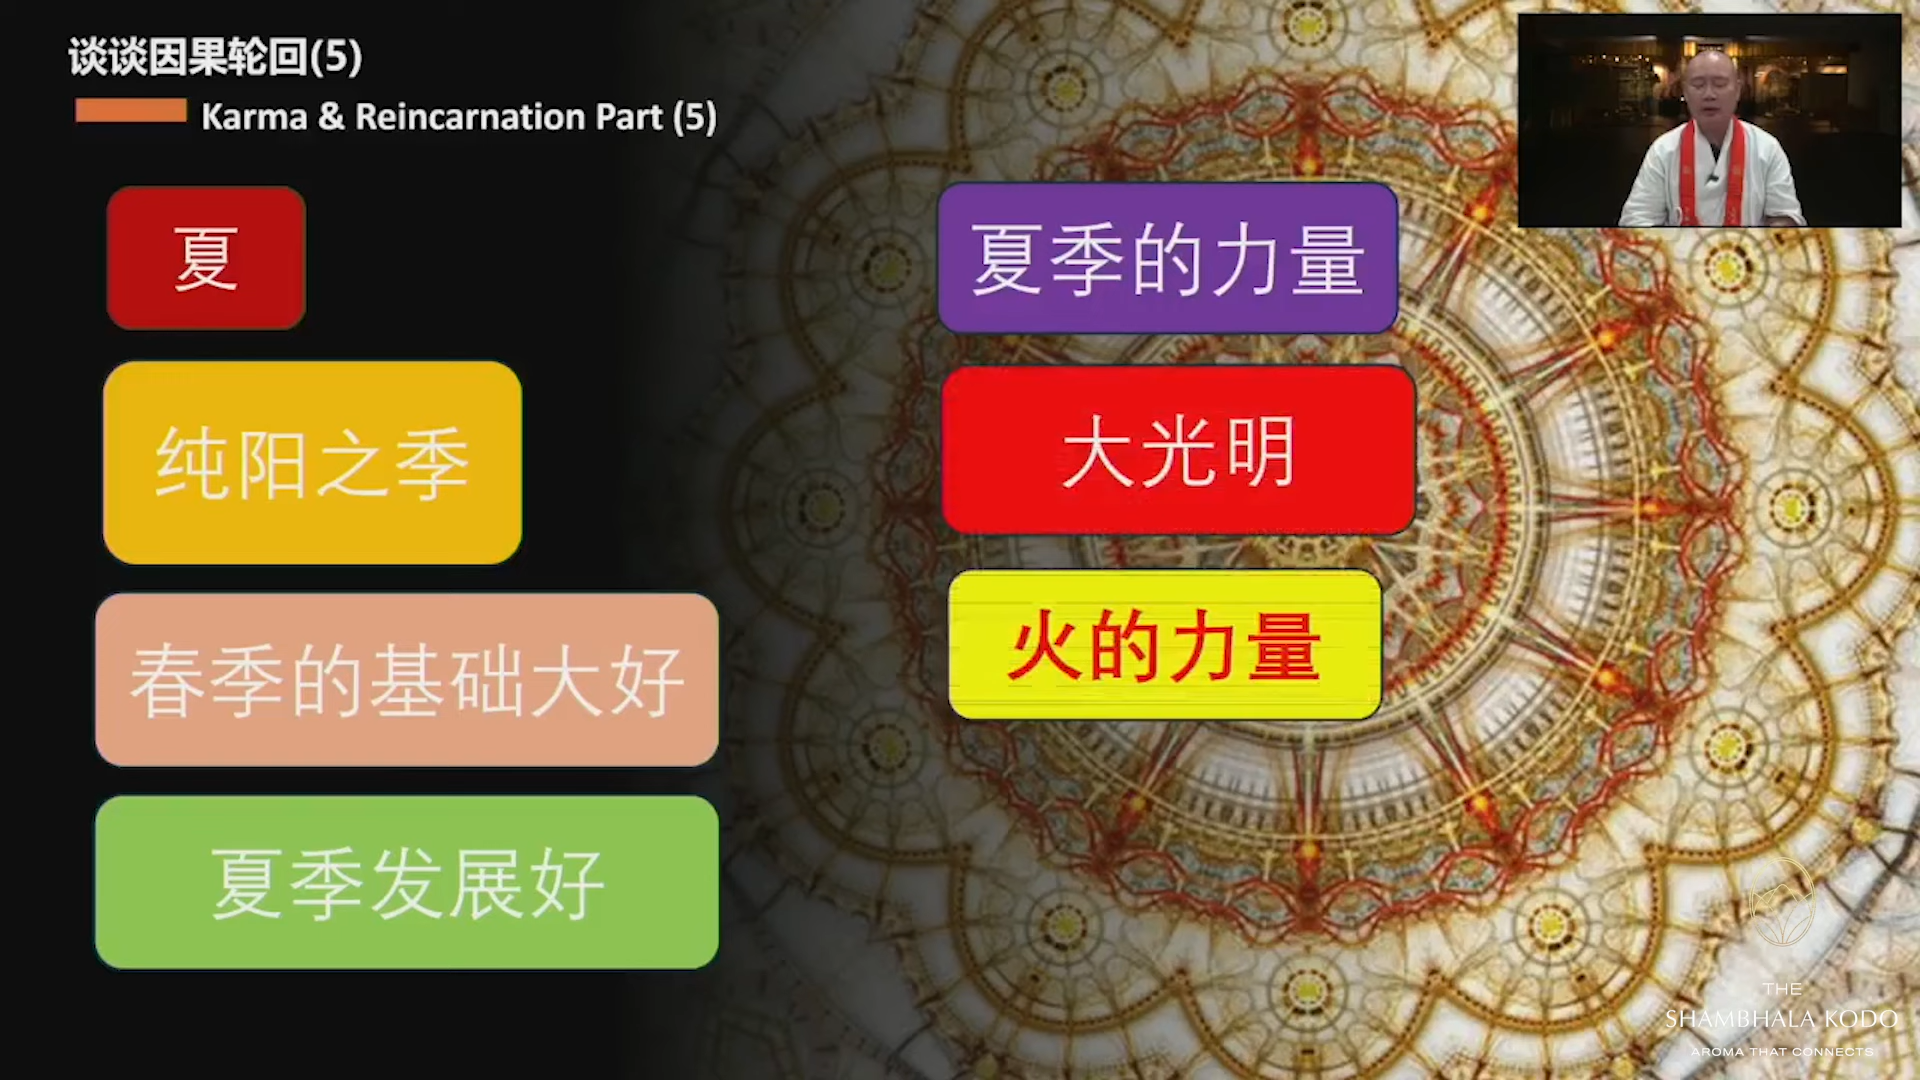 谈谈因果轮回(5)
Karma & Reincarnation Part (5)
夏
纯阳之季
春季的基础大好
夏季发展好
夏季的力量
大光明
火的力量
THE
SHAMBHALA KODO
AROMA THAT CONNECTS